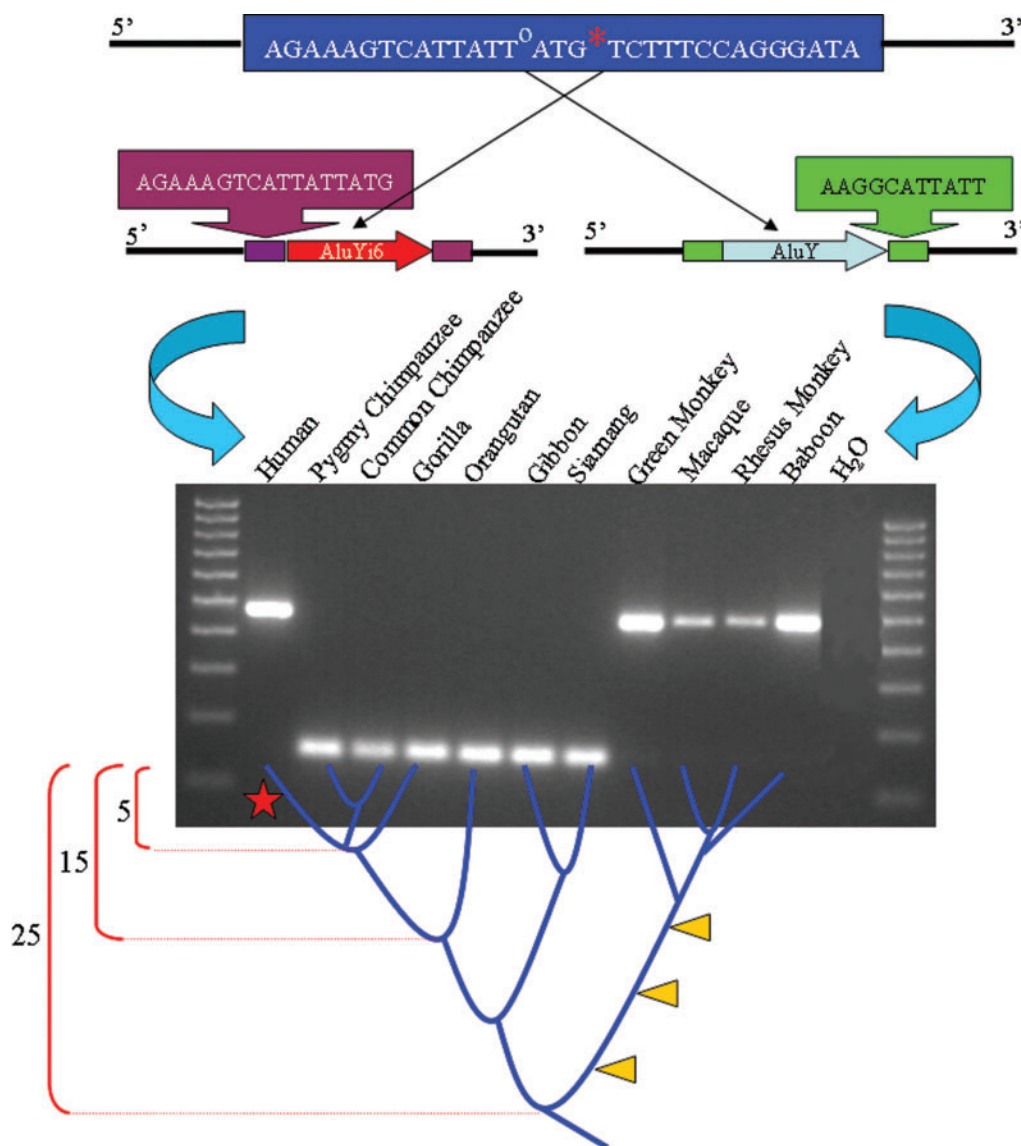 5’ 3’
AGAAAGTCATTATT°ATG*TCTTTCCAGGGATA
AGAAAGTCATTATTATG
AAGGCATTATT
5’ 3’ 5’ 3’
AluYi6 AluY
Human
Pygmy Chimpanzee
Common Chimpanzee
Gorilla
Orangutan
Gibbon
Siamang
Green Monkey
Macaque
Rhesus Monkey
Baboon
H₂O
5
15
25